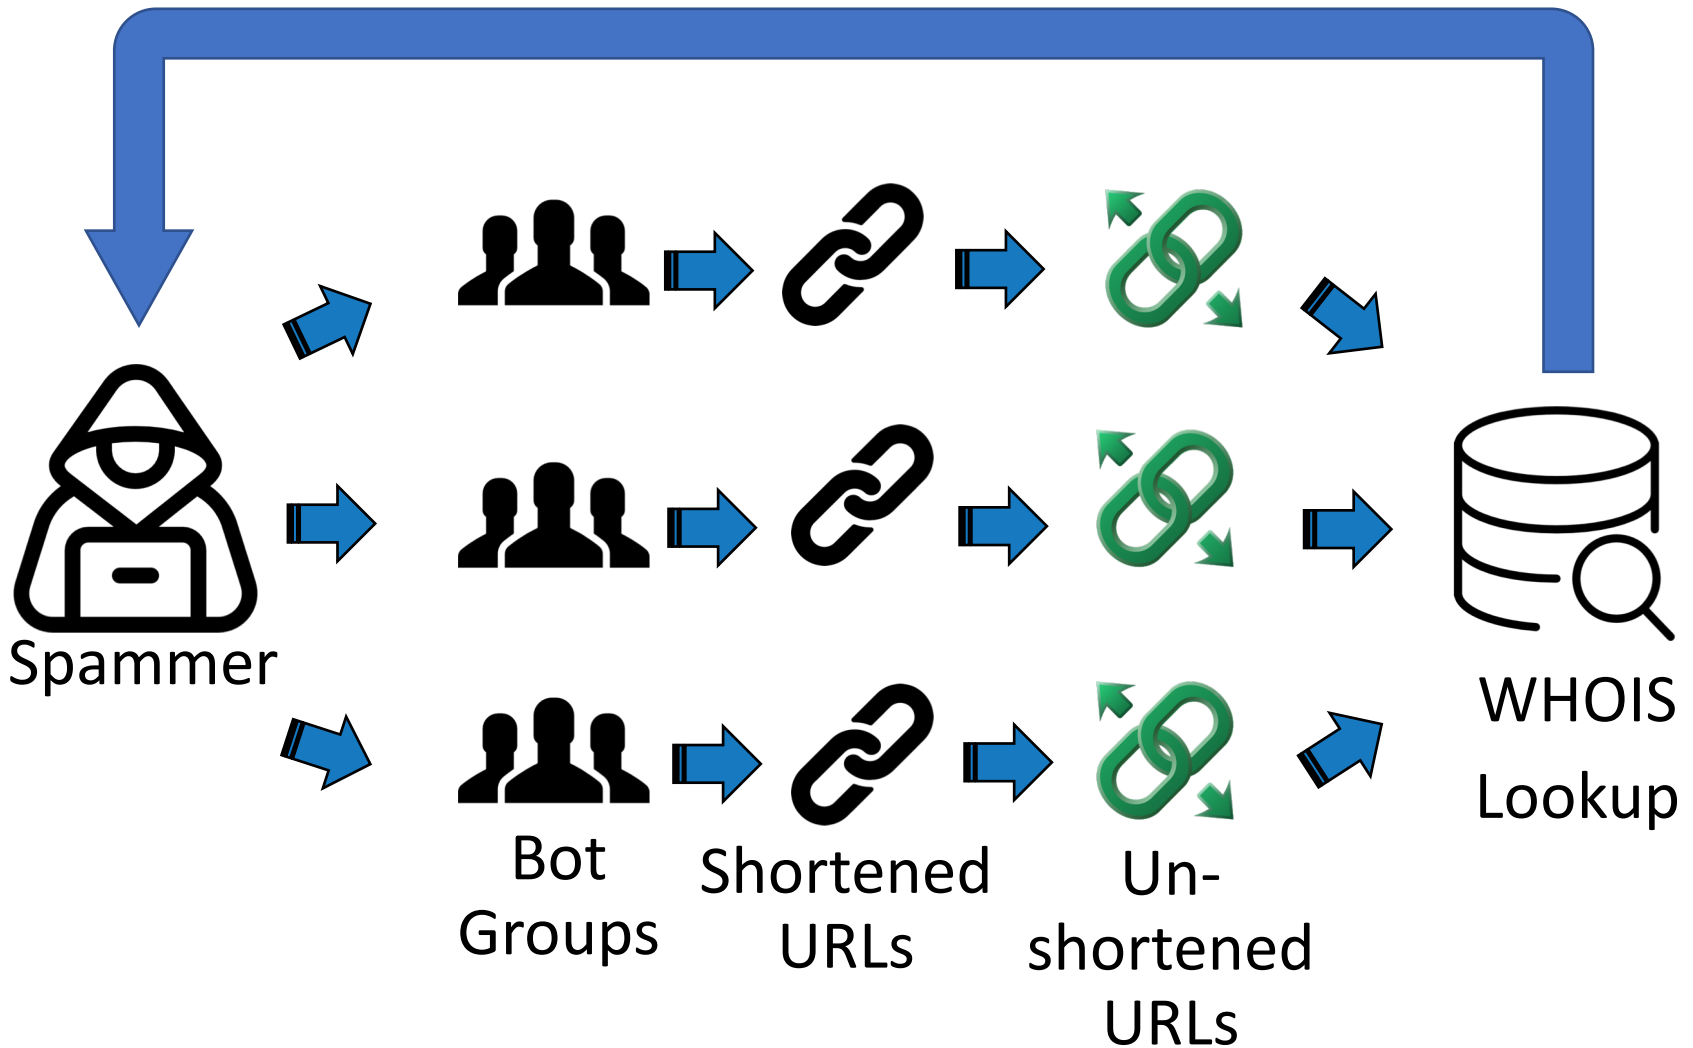 Spammer
Bot
Groups
Shortened
URLs
Un-
shortened
URLs
WHOIS
Lookup